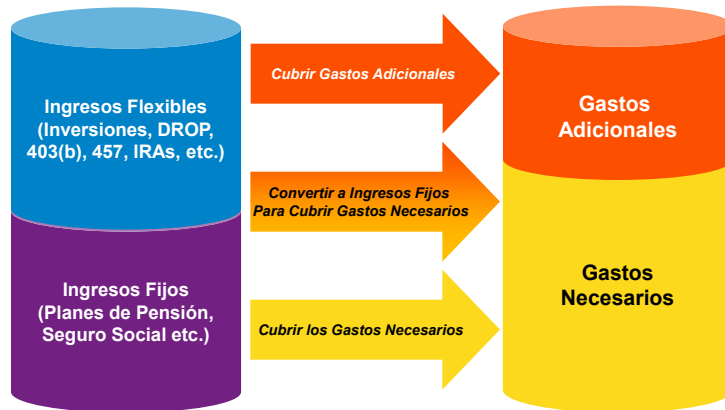 Ingresos Flexibles
(Inversiones, DROP,
403(b), 457, IRAs, etc.)
Ingresos Fijos
(Planes de Pensión,
Seguro Social etc.)
Cubrir Gastos Adicionales
Convertir a Ingresos Fijos
Para Cubrir Gastos Necesarios
Cubrir los Gastos Necesarios
Gastos
Adicionales
Gastos
Necesarios